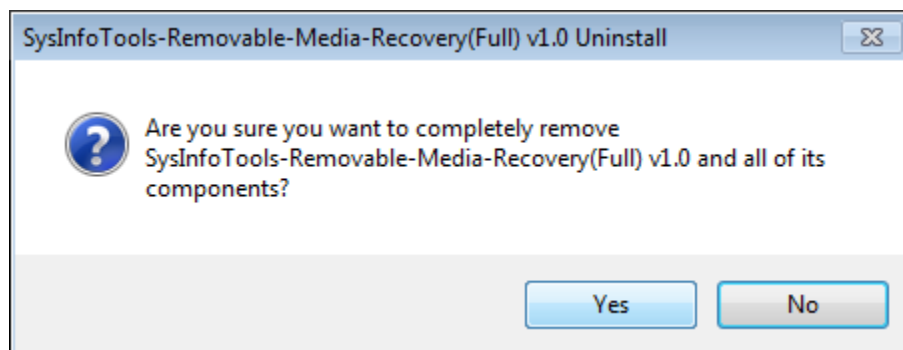 SysInfoTools-Removable-Media-Recovery(Full) v1.0 Uninstall
Are you sure you want to completely remove
SysInfoTools-Removable-Media-Recovery(Full) v1.0 and all of its
components?
Yes
No